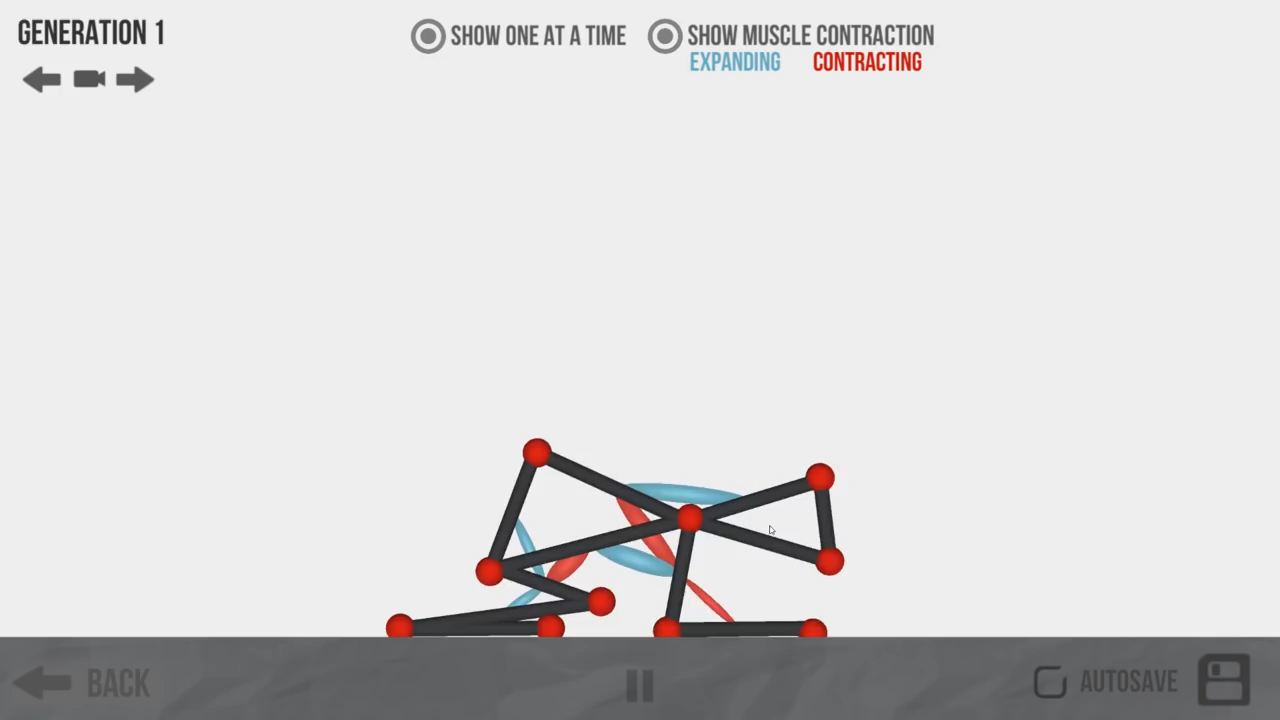 GENERATION 1
SHOW ONE AT A TIME
SHOW MUSCLE CONTRACTION
EXPANDING CONTRACTING
BACK
AUTOSAVE